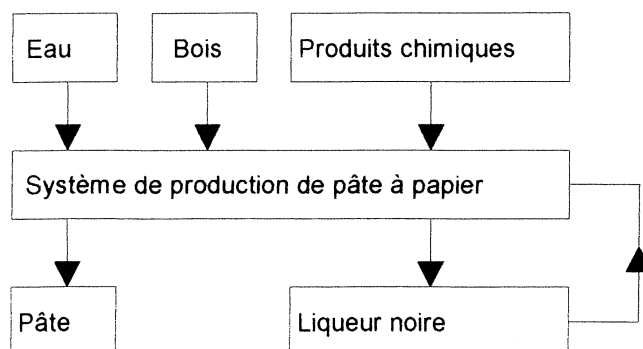 Eau
Bois
Produits chimiques
Système de production de pâte à papier
Pâte
Liqueur noire